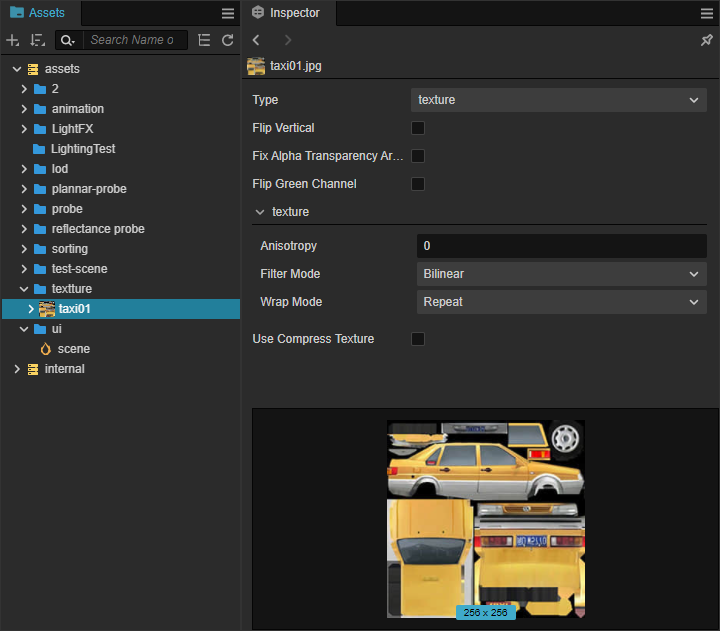 Assets
Search Name o
assets
2
animation
LightFX
LightingTest
lod
plannar-probe
probe
reflectance probe
sorting
test-scene
textture
taxi01
ui
scene
internal
Inspector
taxi01.jpg
Type texture
Flip Vertical
Fix Alpha Transparency Ar...
Flip Green Channel
texture
Anisotropy 0
Filter Mode Bilinear
Wrap Mode Repeat
Use Compress Texture
256 x 256